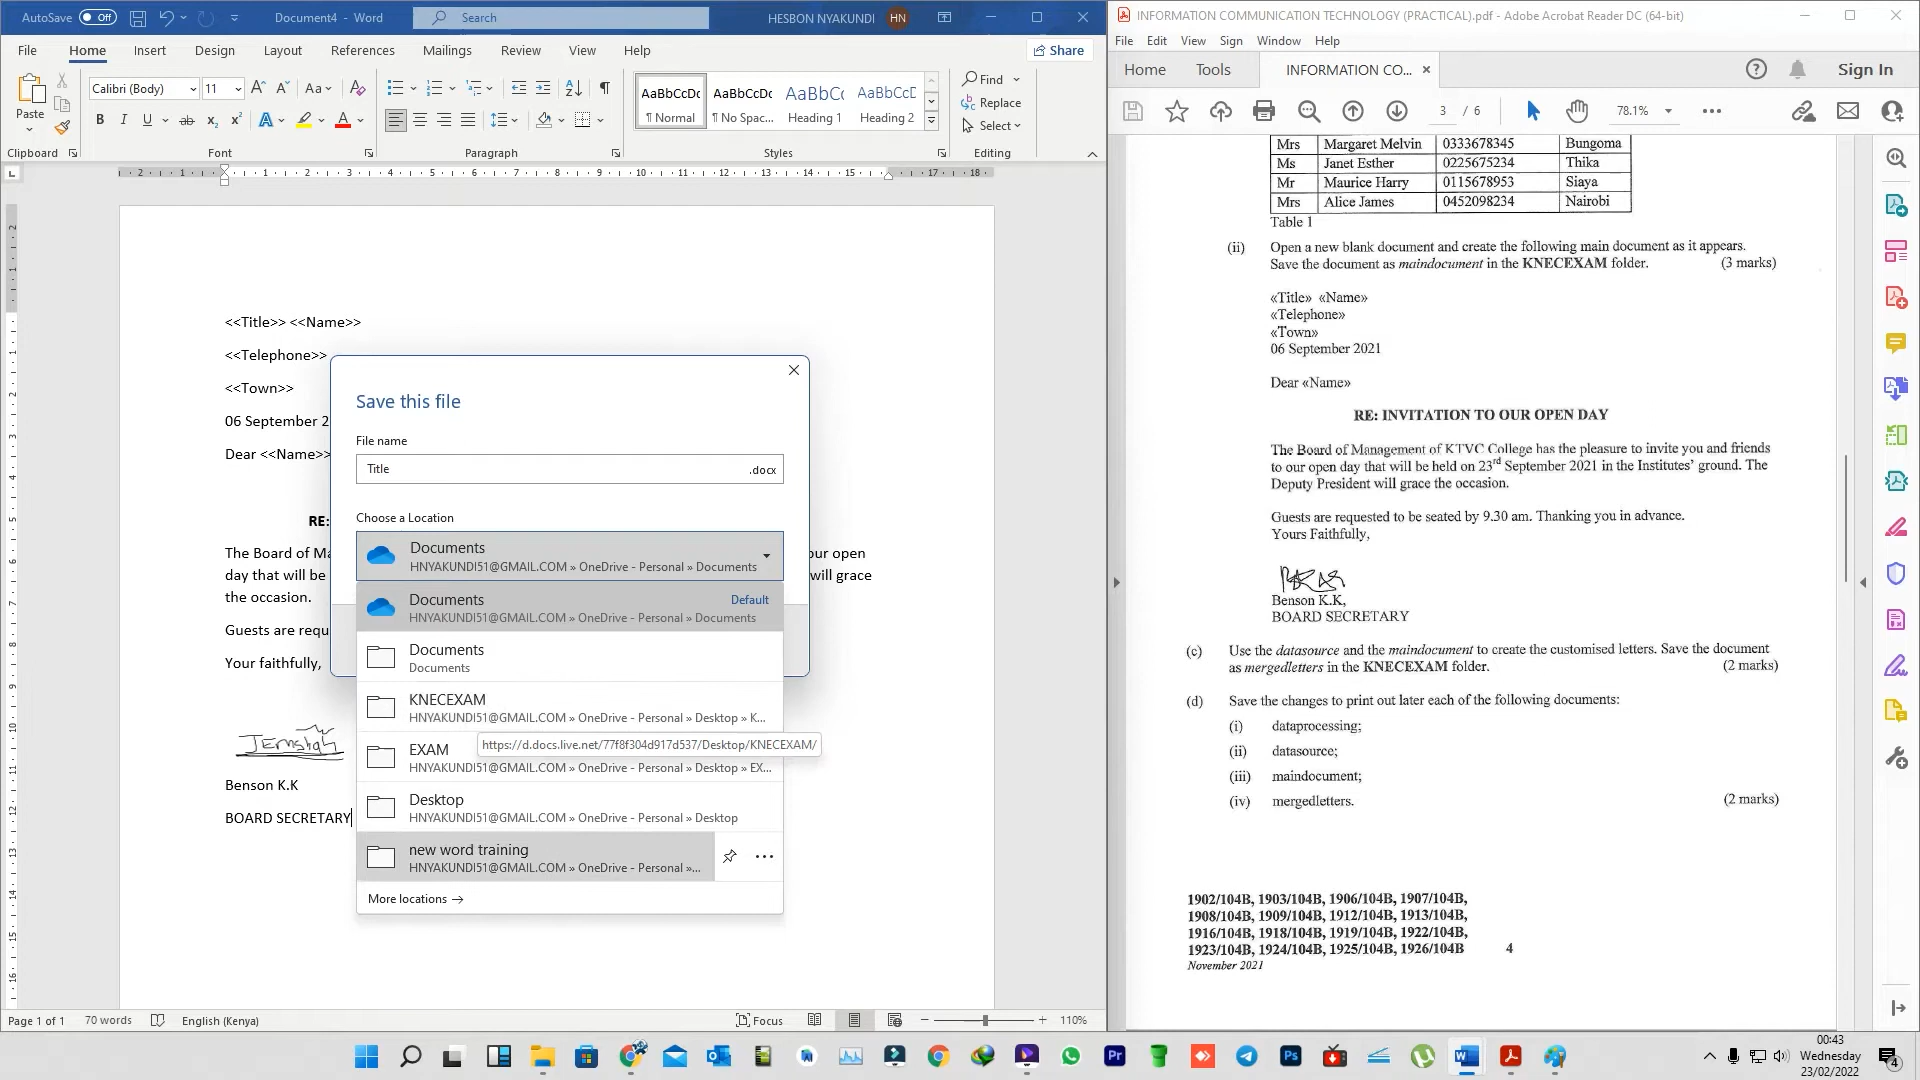 AutoSave Off
Document4 - Word
Search
HESBON NYAKUNDI HN
File Home Insert Design Layout References Mailings Review View Help
Share
Paste
Calibri (Body) 11
AaBbCcDc AaBbCcDc AaBbCc AaBbCcD
¶ Normal ¶ No Spac... Heading 1 Heading 2
Find
Replace
Select
Clipboard Font Paragraph Styles Editing
<<Title>> <<Name>>
<<Telephone>>
<<Town>>
06 September 2
Dear <<Name>>
RE:
The Board of Ma
our open
day that will be
will grace
the occasion.
Guests are requ
Your faithfully,
Benson K.K
BOARD SECRETARY
Save this file
File name
Title .docx
Choose a Location
Documents
HNYAKUNDI51@GMAIL.COM » OneDrive - Personal » Documents
Documents Default
HNYAKUNDI51@GMAIL.COM » OneDrive - Personal » Documents
Documents
Documents
KNECEXAM
HNYAKUNDI51@GMAIL.COM » OneDrive - Personal » Desktop » K...
https://d.docs.live.net/77f8f304d917d537/Desktop/KNECEXAM/
EXAM
HNYAKUNDI51@GMAIL.COM » OneDrive - Personal » Desktop » EX...
Desktop
HNYAKUNDI51@GMAIL.COM » OneDrive - Personal » Desktop
new word training
HNYAKUNDI51@GMAIL.COM » OneDrive - Personal »...
More locations →
Page 1 of 1 70 words English (Kenya) Focus 110%
INFORMATION COMMUNICATION TECHNOLOGY (PRACTICAL).pdf - Adobe Acrobat Reader DC (64-bit)
File Edit View Sign Window Help
Home Tools INFORMATION CO... × Sign In
3 / 6 78.1%
Mrs Margaret Melvin 0333678345 Bungoma
Ms Janet Esther 0225675234 Thika
Mr Maurice Harry 0115678953 Siaya
Mrs Alice James 0452098234 Nairobi
Table 1
(ii) Open a new blank document and create the following main document as it appears.
Save the document as maindocument in the KNECEXAM folder. (3 marks)
«Title» «Name»
«Telephone»
«Town»
06 September 2021
Dear «Name»
RE: INVITATION TO OUR OPEN DAY
The Board of Management of KTVC College has the pleasure to invite you and friends
to our open day that will be held on 23rd September 2021 in the Institutes' ground. The
Deputy President will grace the occasion.
Guests are requested to be seated by 9.30 am. Thanking you in advance.
Yours Faithfully,
Benson K.K,
BOARD SECRETARY
(c) Use the datasource and the maindocument to create the customised letters. Save the document
as mergedletters in the KNECEXAM folder. (2 marks)
(d) Save the changes to print out later each of the following documents:
(i) dataprocessing;
(ii) datasource;
(iii) maindocument;
(iv) mergedletters. (2 marks)
1902/104B, 1903/104B, 1906/104B, 1907/104B,
1908/104B, 1909/104B, 1912/104B, 1913/104B,
1916/104B, 1918/104B, 1919/104B, 1922/104B,
1923/104B, 1924/104B, 1925/104B, 1926/104B 4
November 2021
00:43
Wednesday
23/02/2022
4